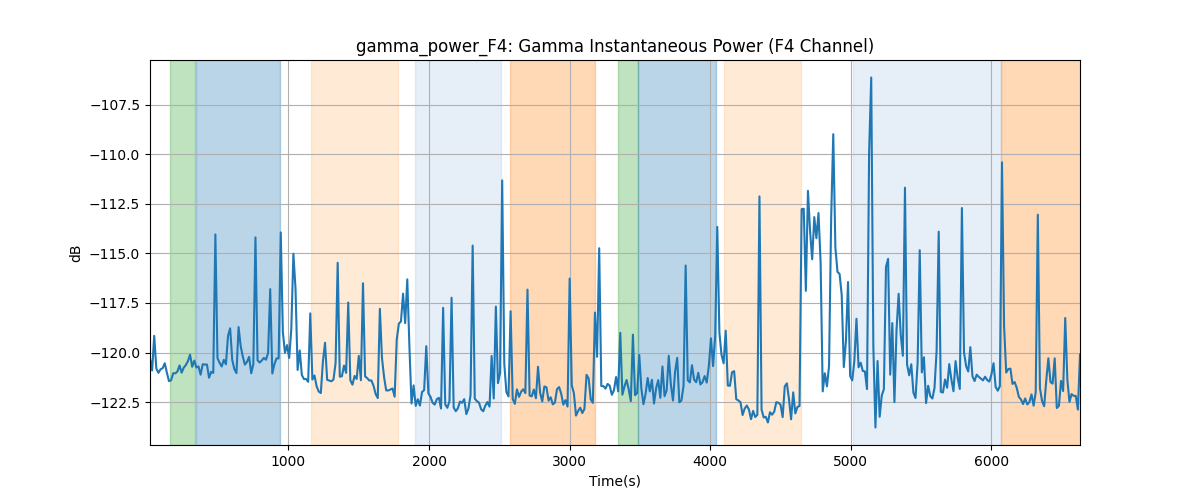 gamma_power_F4: Gamma Instantaneous Power (F4 Channel)
dB
−107.5
−110.0
−112.5
−115.0
−117.5
−120.0
−122.5
1000 2000 3000 4000 5000 6000
Time(s)